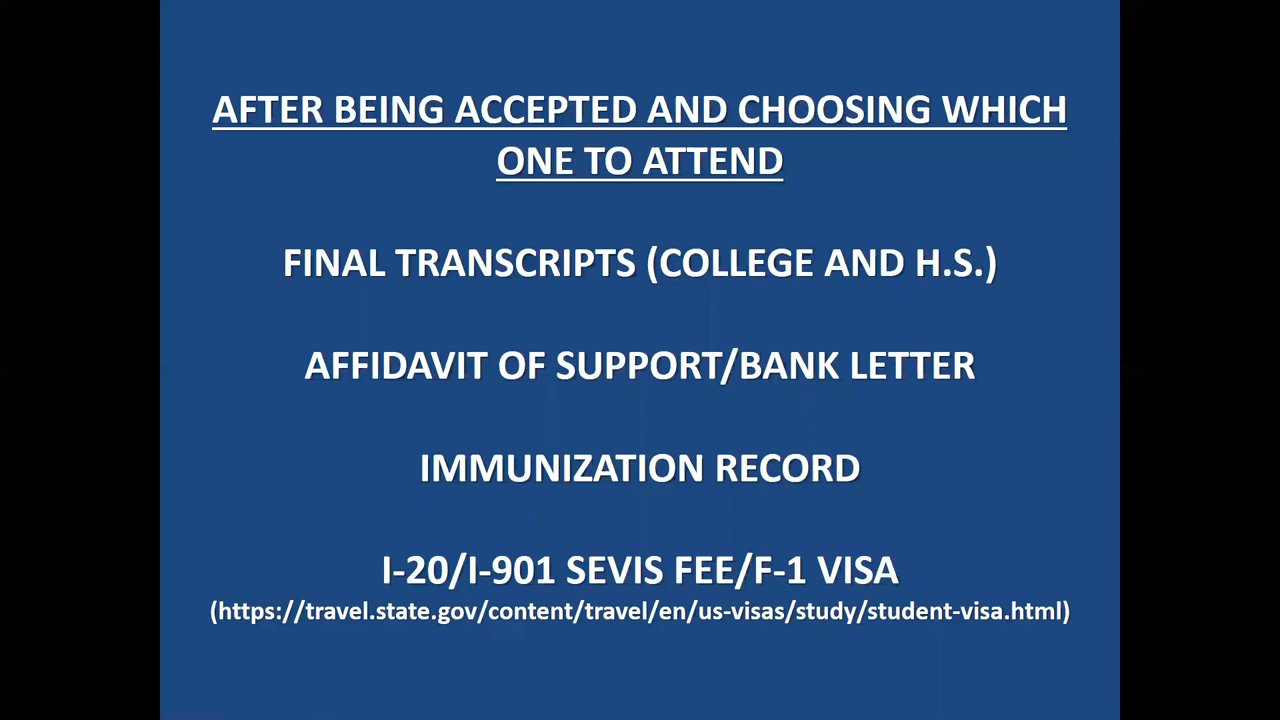 AFTER BEING ACCEPTED AND CHOOSING WHICH
ONE TO ATTEND
FINAL TRANSCRIPTS (COLLEGE AND H.S.)
AFFIDAVIT OF SUPPORT/BANK LETTER
IMMUNIZATION RECORD
I-20/I-901 SEVIS FEE/F-1 VISA
(https://travel.state.gov/content/travel/en/us-visas/study/student-visa.html)